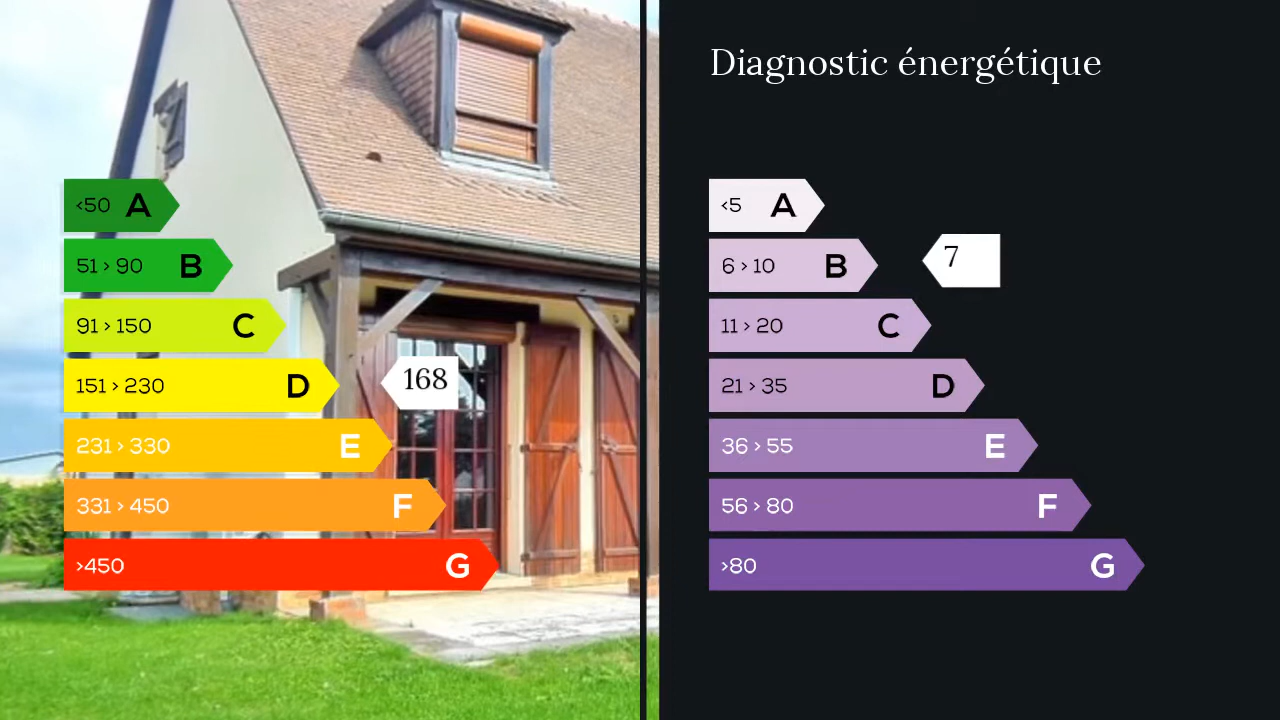 Diagnostic énergétique
<50 A
51 > 90 B
91 > 150 C
151 > 230 D
168
231 > 330 E
331 > 450 F
>450 G
<5 A
6 > 10 B
7
11 > 20 C
21 > 35 D
36 > 55 E
56 > 80 F
>80 G